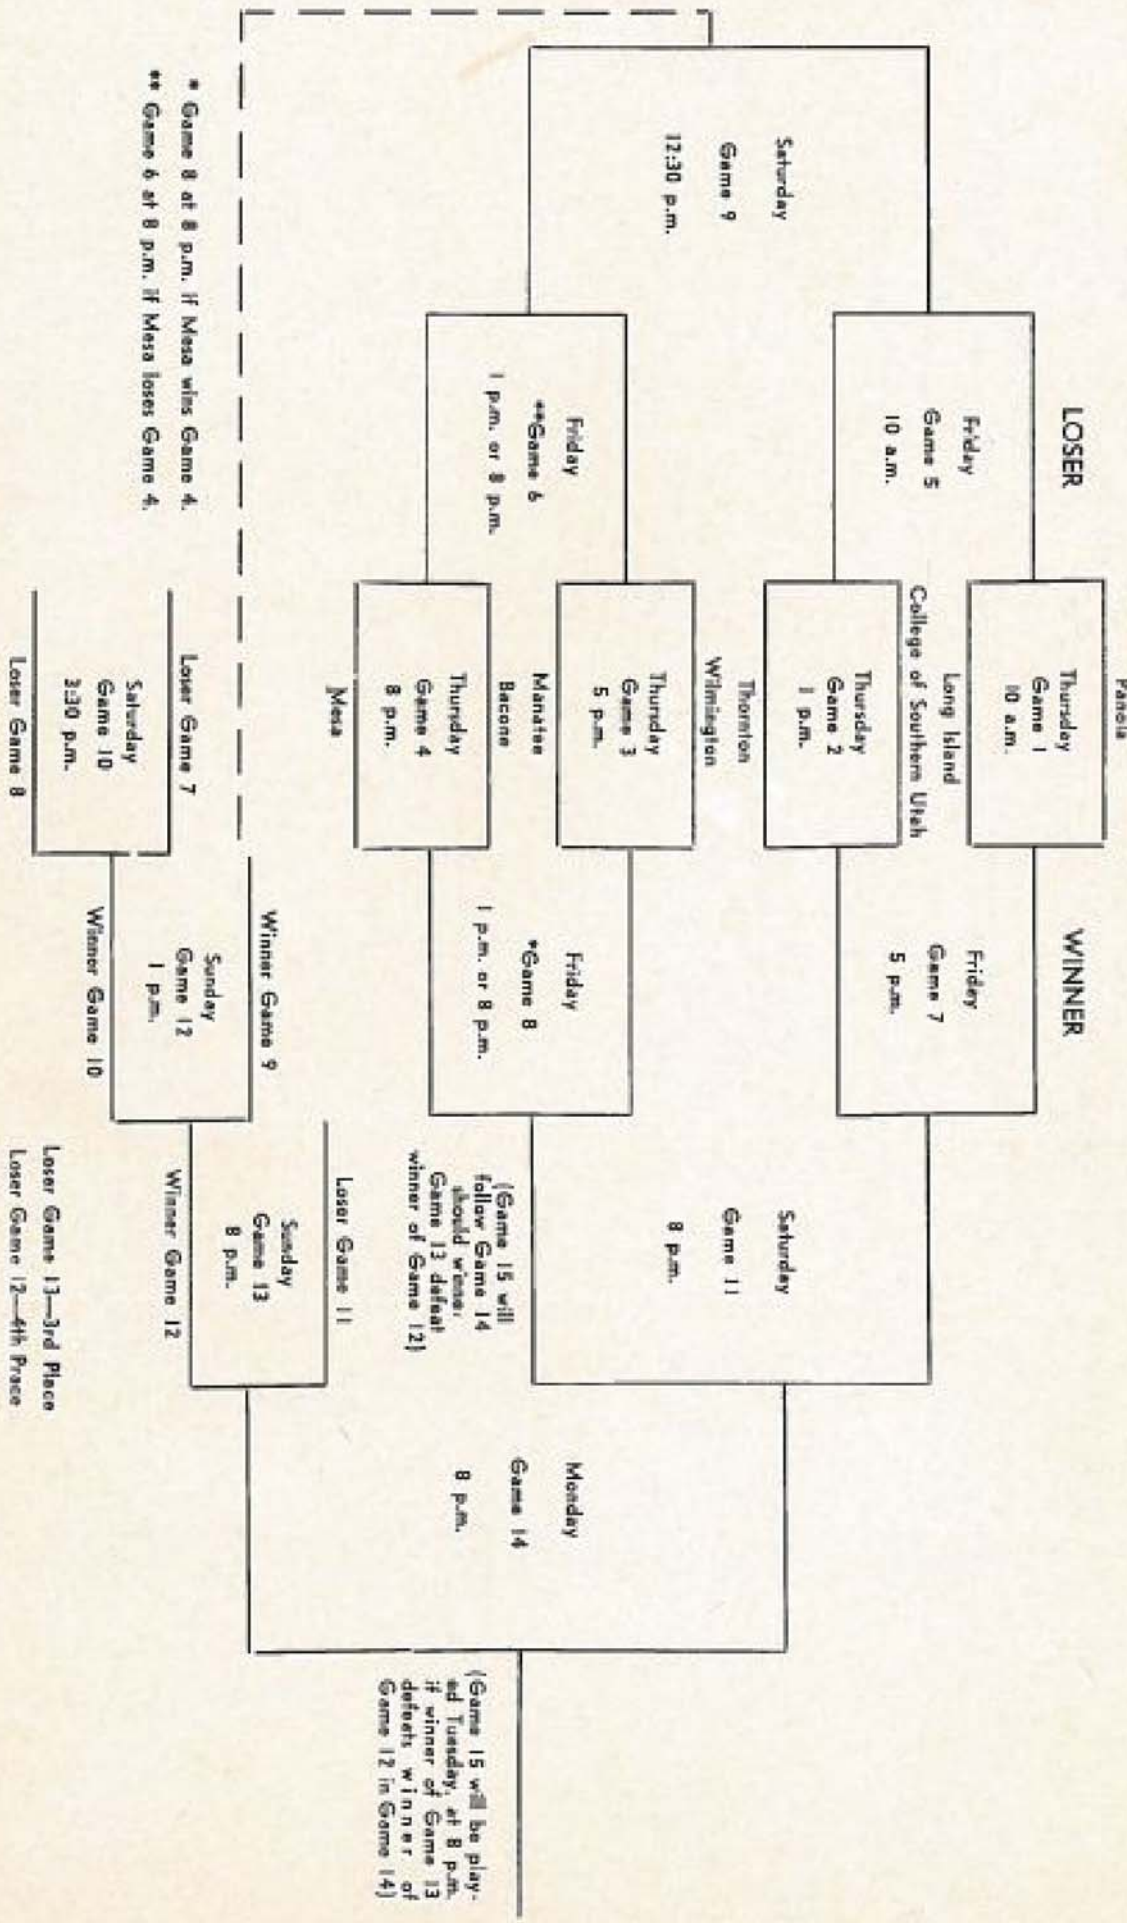 LOSER
WINNER
Panola
Thursday
Game 1
10 a.m.
Long Island
College of Southern Utah
Thursday
Game 2
1 p.m.
Thornton
Wilmington
Thursday
Game 3
5 p.m.
Manatee
Bacone
Thursday
Game 4
8 p.m.
Mesa
Friday
Game 5
10 a.m.
Friday
**Game 6
1 p.m. or 8 p.m.
Saturday
Game 9
12:30 p.m.
Friday
Game 7
5 p.m.
Friday
*Game 8
1 p.m. or 8 p.m.
Saturday
Game 11
8 p.m.
(Game 15 will
follow Game 14
should winner
Game 13 defeat
winner of Game 12)
Monday
Game 14
8 p.m.
(Game 15 will be play-
ed Tuesday, at 8 p.m.
if winner of Game 13
defeats winner of
Game 12 in Game 14)
Loser Game 11
Sunday
Game 13
8 p.m.
Winner Game 12
Winner Game 9
Sunday
Game 12
1 p.m.
Winner Game 10
Loser Game 7
Saturday
Game 10
3:30 p.m.
Loser Game 8
* Game 8 at 8 p.m. if Mesa wins Game 4.
** Game 6 at 8 p.m. if Mesa loses Game 4.
Loser Game 13—3rd Place
Loser Game 12—4th Prace